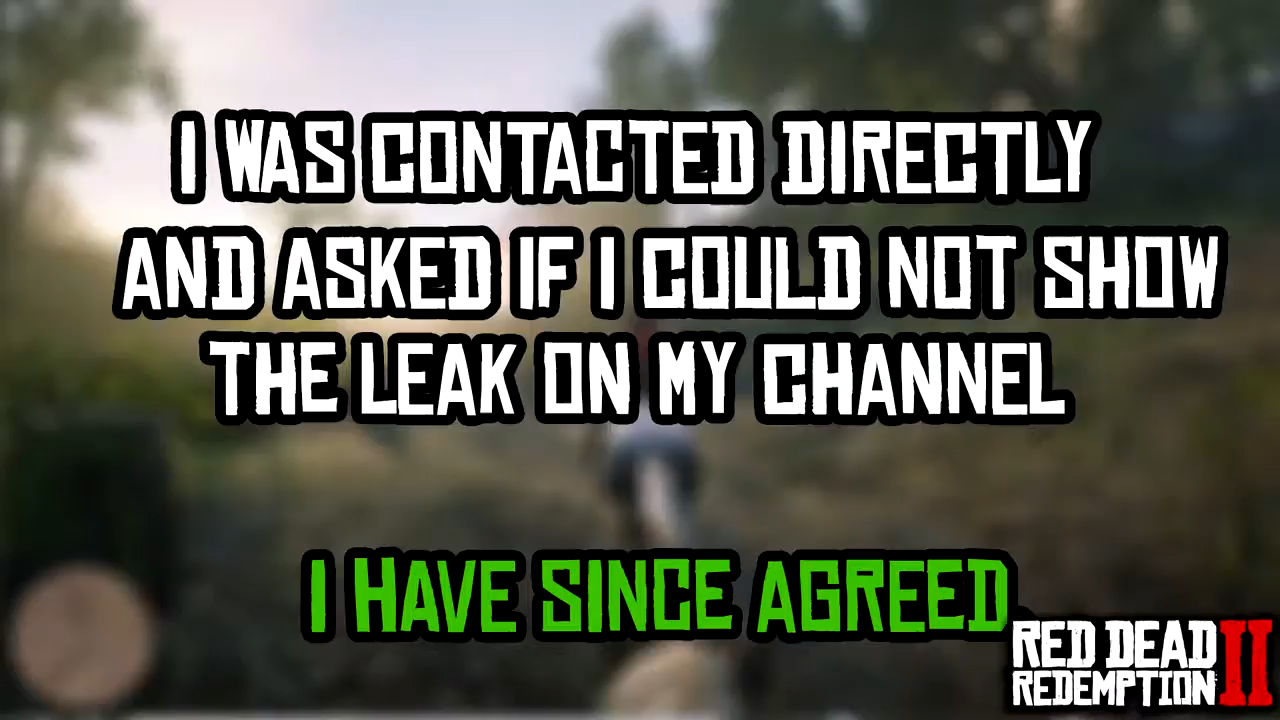 I WAS CONTACTED DIRECTLY
AND ASKED IF I COULD NOT SHOW
THE LEAK ON MY CHANNEL
I HAVE SINCE AGREED
RED DEAD
REDEMPTION II